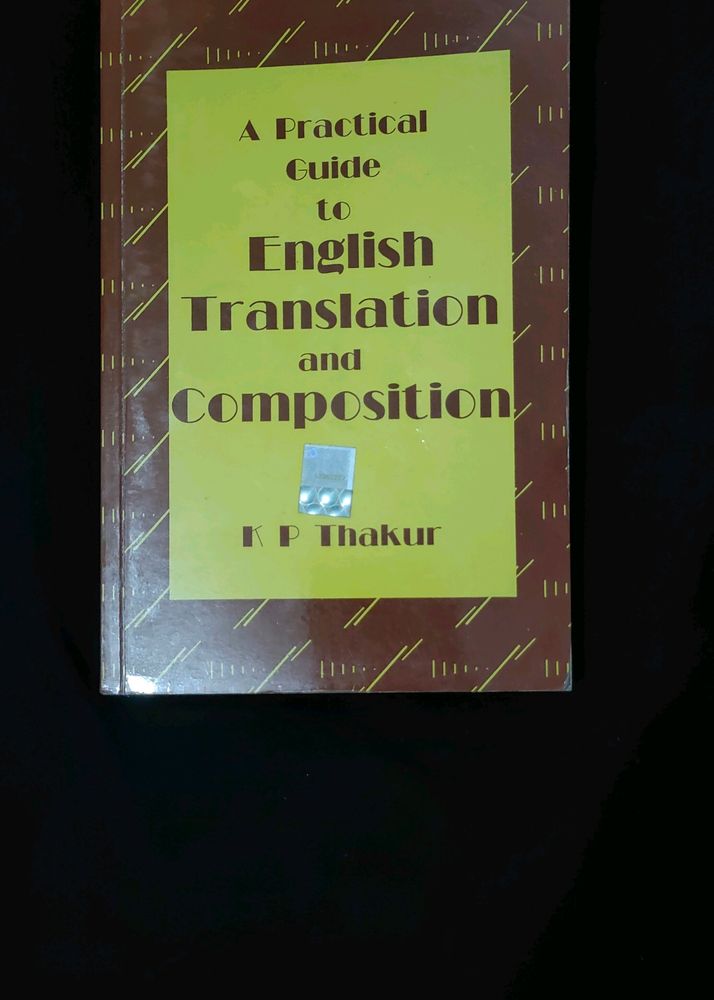 A Practical
Guide
to
English
Translation
and
Composition
K P Thakur